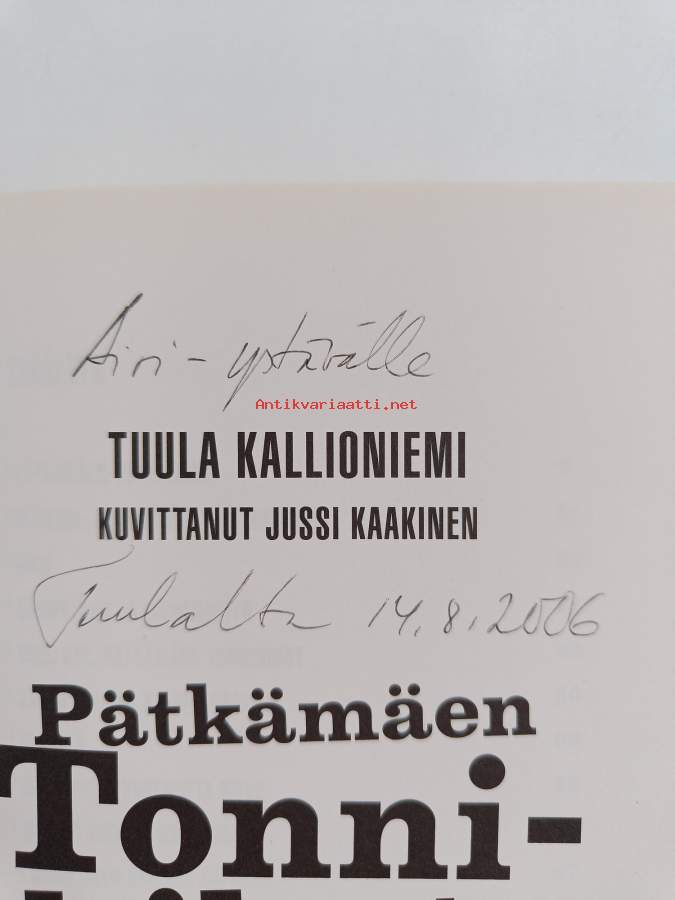 Airi - ystävälle
Antikvariaatti.net
TUULA KALLIONIEMI
KUVITTANUT JUSSI KAAKINEN
Tuulalta 14.8.2006
Pätkämäen
Tonni-